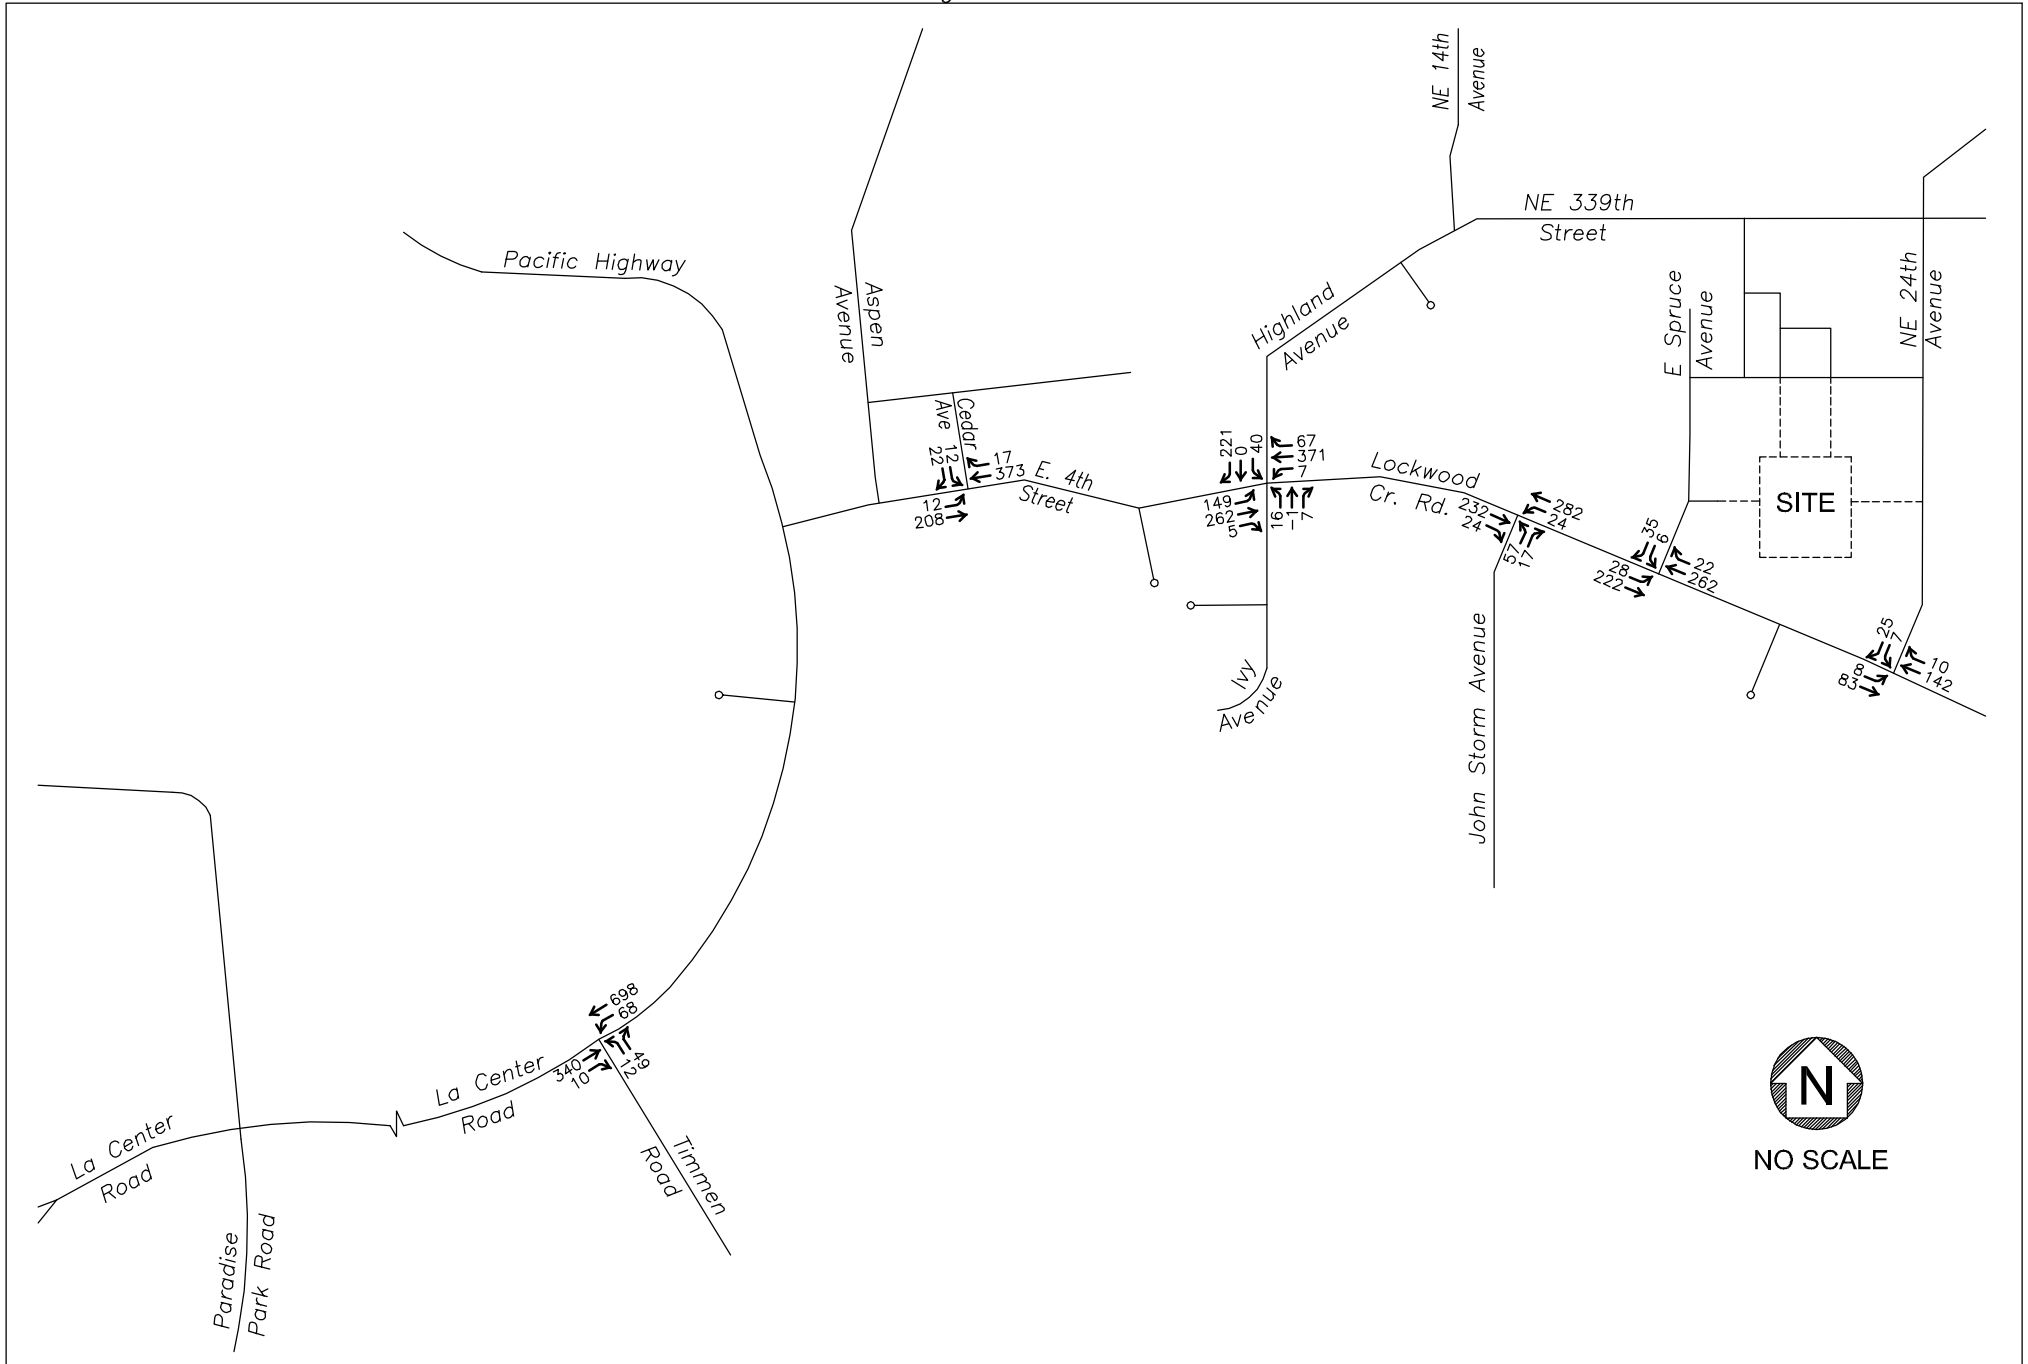 NE 14th
Avenue
NE 339th
Street
Pacific Highway
Aspen
Avenue
Highland
Avenue
E Spruce
Avenue
NE 24th
Avenue
Cedar
Ave
22
12
17
373
12
208
E. 4th
Street
221
0
40
67
371
7
149
262
5
16
1
7
Lockwood
Cr. Rd.
232
24
282
24
57
17
35
6
22
262
28
222
SITE
25
7
10
142
8
83
Ivy
Avenue
John Storm Avenue
698
68
340
10
12
49
La Center
Road
La Center
Road
Timmen
Road
Paradise
Park Road
N
NO SCALE